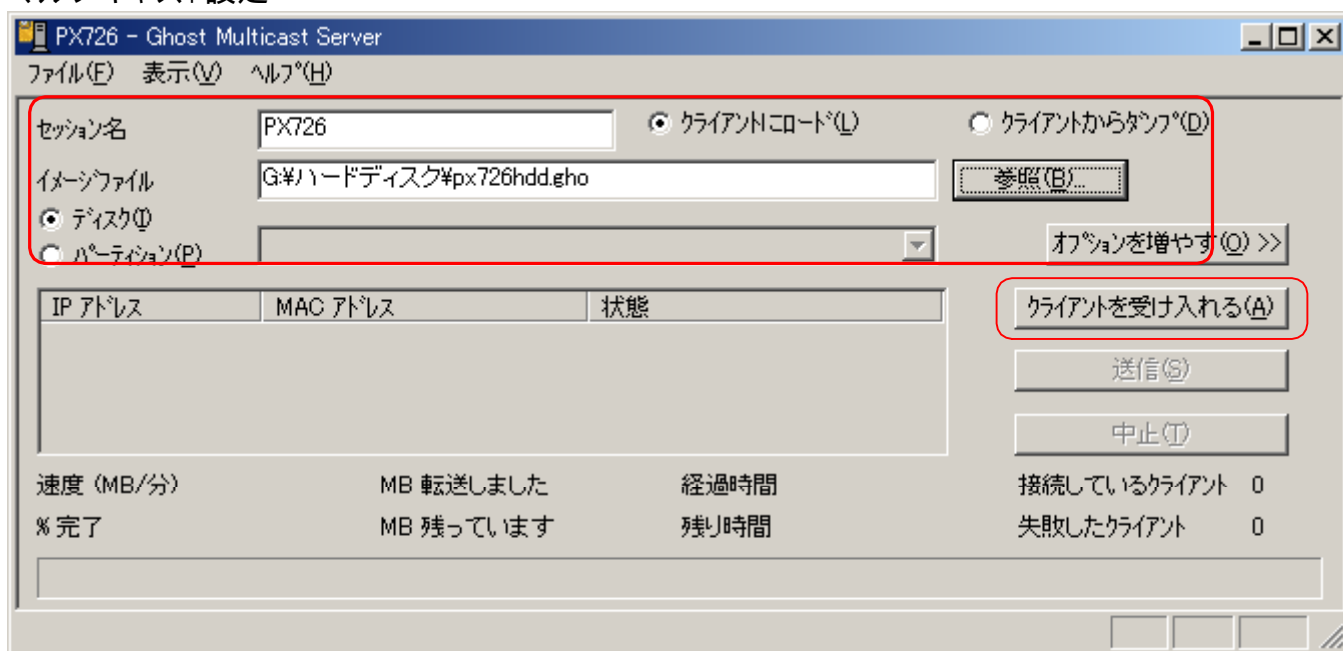 PX726 - Ghost Multicast Server
ﾌｧｲﾙ(F) 表示(V) ﾍﾙﾌﾟ(H)
ｾｯｼｮﾝ名 PX726 ｸﾗｲｱﾝﾄにﾛｰﾄﾞ(L) ｸﾗｲｱﾝﾄからﾀﾞﾝﾌﾟ(D)
ｲﾒｰｼﾞﾌｧｲﾙ G:¥ハードディスク¥px726hdd.gho 参照(B)...
ﾃﾞｨｽｸ(I)
ﾊﾟｰﾃｨｼｮﾝ(P) ｵﾌﾟｼｮﾝを増やす(O) >>
IP ｱﾄﾞﾚｽ MAC ｱﾄﾞﾚｽ 状態 ｸﾗｲｱﾝﾄを受け入れる(A)
送信(S)
中止(T)
速度 (MB/分) MB 転送しました 経過時間 接続しているｸﾗｲｱﾝﾄ 0
% 完了 MB 残っています 残り時間 失敗したｸﾗｲｱﾝﾄ 0